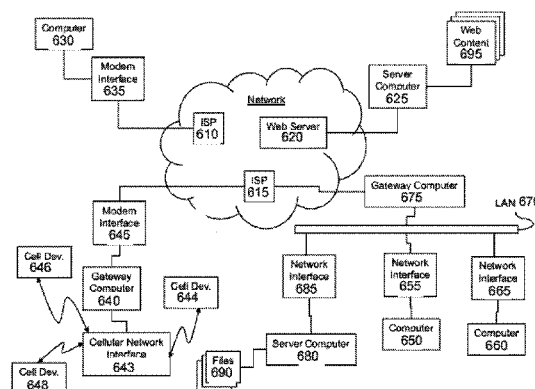 Computer
630
Modem
Interface
635
Network
ISP
610
Web Server
620
Server
Computer
625
Web
Content
695
ISP
615
Gateway Computer
675
Modem
Interface
645
Cell Dev.
646
Gateway
Computer
640
Cell Dev.
644
Cellular Network
Interface
643
Cell Dev.
648
Network
Interface
685
Network
Interface
655
Network
Interface
665
Files
690
Server Computer
680
Computer
650
Computer
660